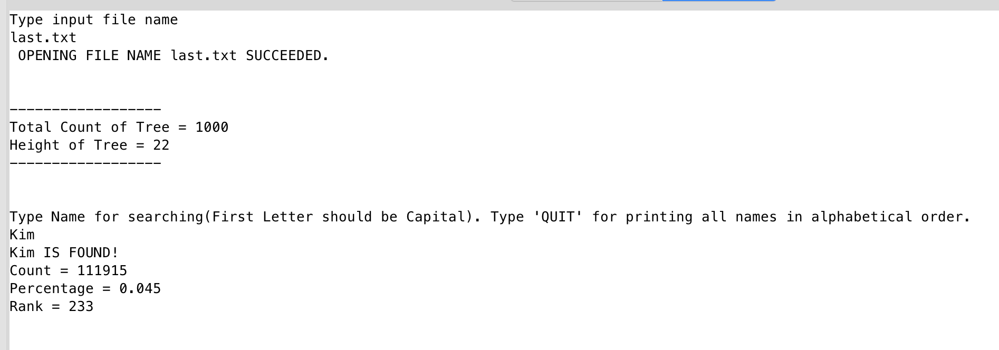 Type input file name
last.txt
OPENING FILE NAME last.txt SUCCEEDED.
------------------
Total Count of Tree = 1000
Height of Tree = 22
------------------
Type Name for searching(First Letter should be Capital). Type 'QUIT' for printing all names in alphabetical order.
Kim
Kim IS FOUND!
Count = 111915
Percentage = 0.045
Rank = 233